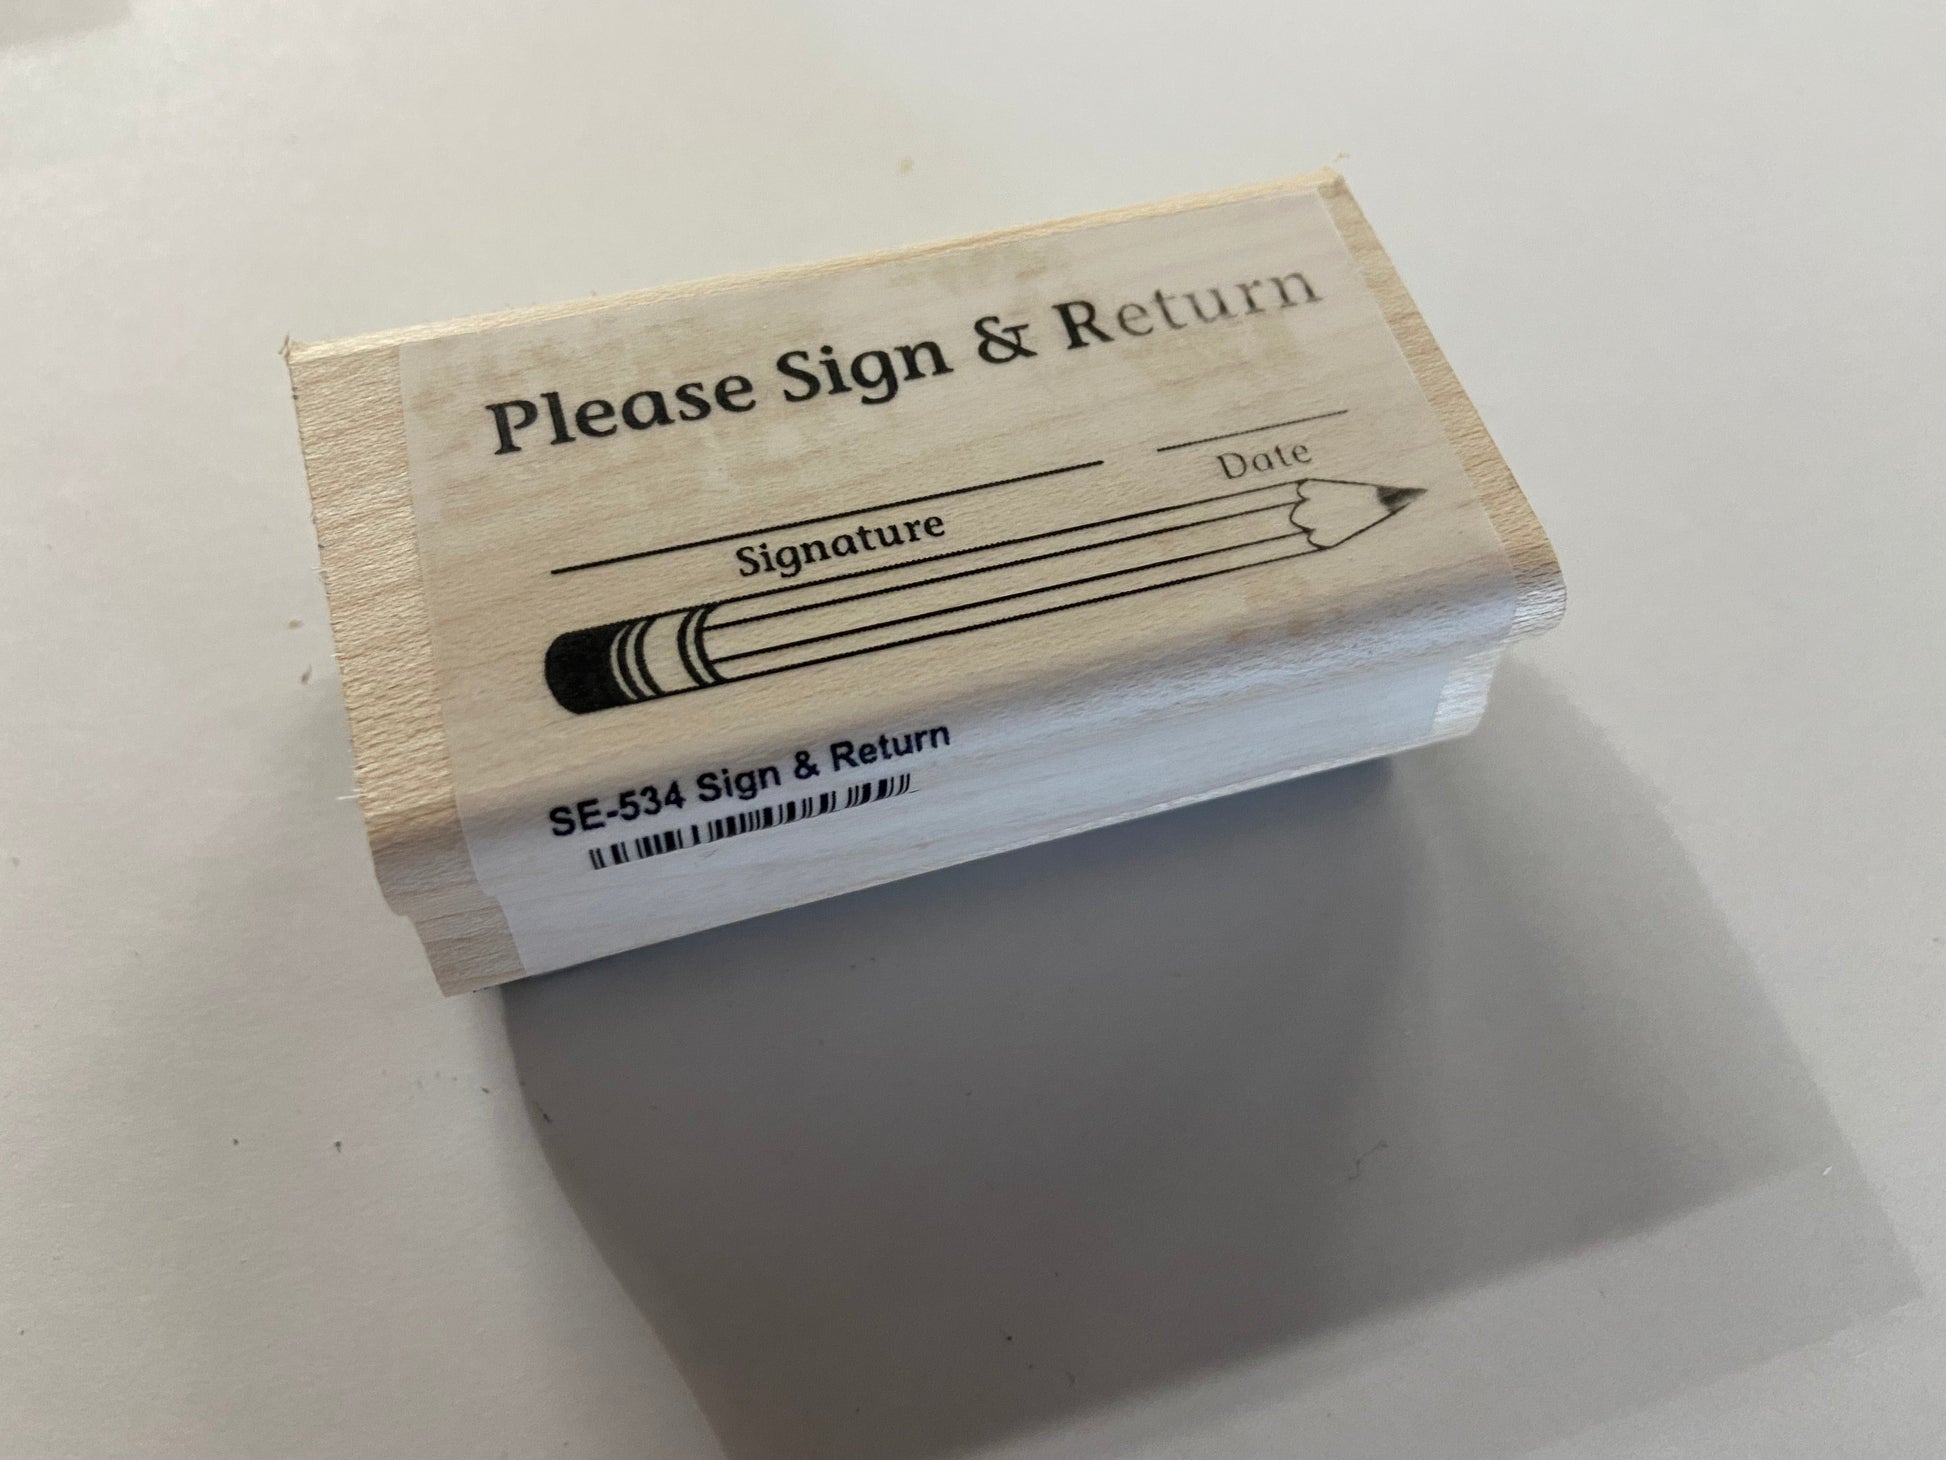 Please Sign & Return
Signature
Date
SE-534 Sign & Return